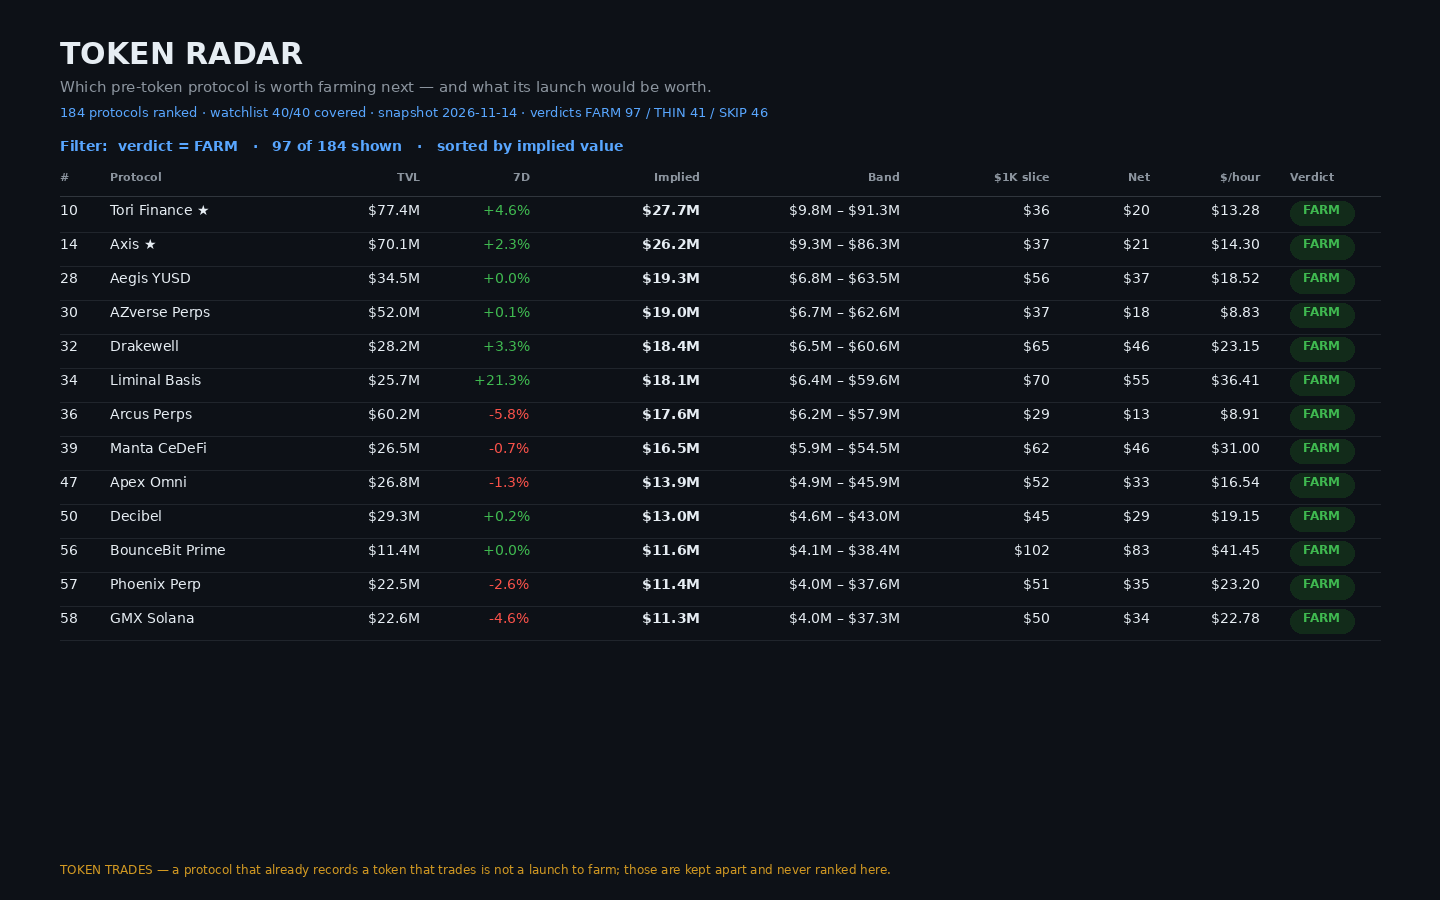 TOKEN RADAR
Which pre-token protocol is worth farming next — and what its launch would be worth.
184 protocols ranked · watchlist 40/40 covered · snapshot 2026-11-14 · verdicts FARM 97 / THIN 41 / SKIP 46
Filter: verdict = FARM · 97 of 184 shown · sorted by implied value
# Protocol TVL 7D Implied Band $1K slice Net $/hour Verdict
10 Tori Finance ★ $77.4M +4.6% $27.7M $9.8M – $91.3M $36 $20 $13.28 FARM
14 Axis ★ $70.1M +2.3% $26.2M $9.3M – $86.3M $37 $21 $14.30 FARM
28 Aegis YUSD $34.5M +0.0% $19.3M $6.8M – $63.5M $56 $37 $18.52 FARM
30 AZverse Perps $52.0M +0.1% $19.0M $6.7M – $62.6M $37 $18 $8.83 FARM
32 Drakewell $28.2M +3.3% $18.4M $6.5M – $60.6M $65 $46 $23.15 FARM
34 Liminal Basis $25.7M +21.3% $18.1M $6.4M – $59.6M $70 $55 $36.41 FARM
36 Arcus Perps $60.2M -5.8% $17.6M $6.2M – $57.9M $29 $13 $8.91 FARM
39 Manta CeDeFi $26.5M -0.7% $16.5M $5.9M – $54.5M $62 $46 $31.00 FARM
47 Apex Omni $26.8M -1.3% $13.9M $4.9M – $45.9M $52 $33 $16.54 FARM
50 Decibel $29.3M +0.2% $13.0M $4.6M – $43.0M $45 $29 $19.15 FARM
56 BounceBit Prime $11.4M +0.0% $11.6M $4.1M – $38.4M $102 $83 $41.45 FARM
57 Phoenix Perp $22.5M -2.6% $11.4M $4.0M – $37.6M $51 $35 $23.20 FARM
58 GMX Solana $22.6M -4.6% $11.3M $4.0M – $37.3M $50 $34 $22.78 FARM
TOKEN TRADES — a protocol that already records a token that trades is not a launch to farm; those are kept apart and never ranked here.